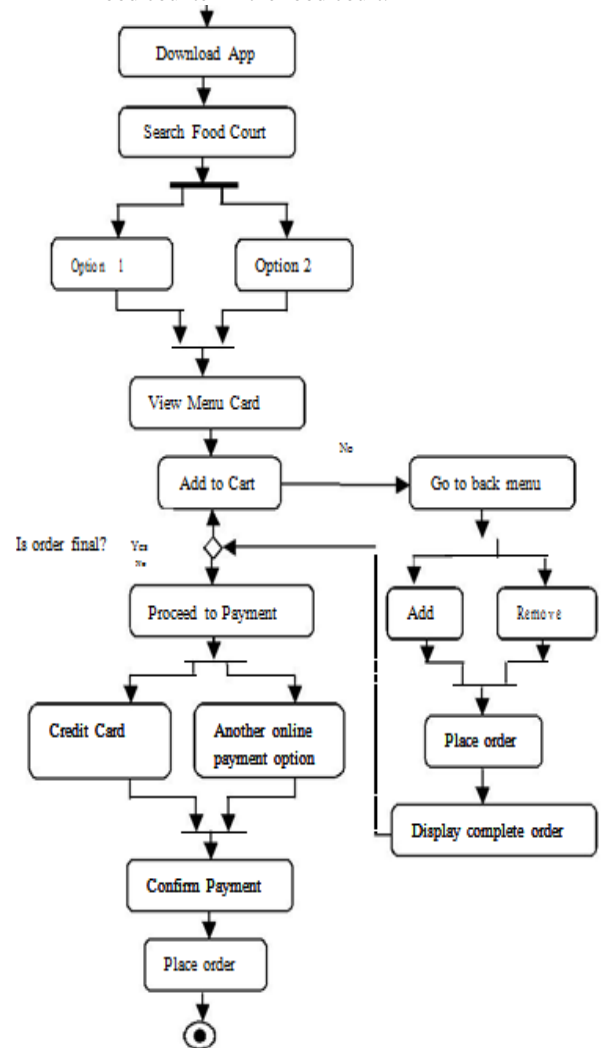 Download App
Search Food Court
Option 1
Option 2
View Menu Card
No
Add to Cart
Go to back menu
Is order final?
Yes
No
Proceed to Payment
Add
Remove
Credit Card
Another online
payment option
Place order
Display complete order
Confirm Payment
Place order